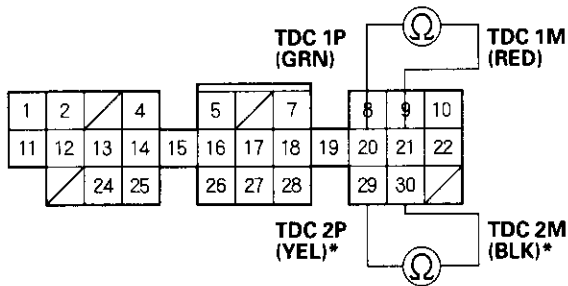 Ω
TDC 1P
(GRN)
TDC 1M
(RED)
1 2 4 5 7 8 9 10
11 12 13 14 15 16 17 18 19 20 21 22
24 25 26 27 28 29 30
TDC 2P
(YEL)*
TDC 2M
(BLK)*
Ω